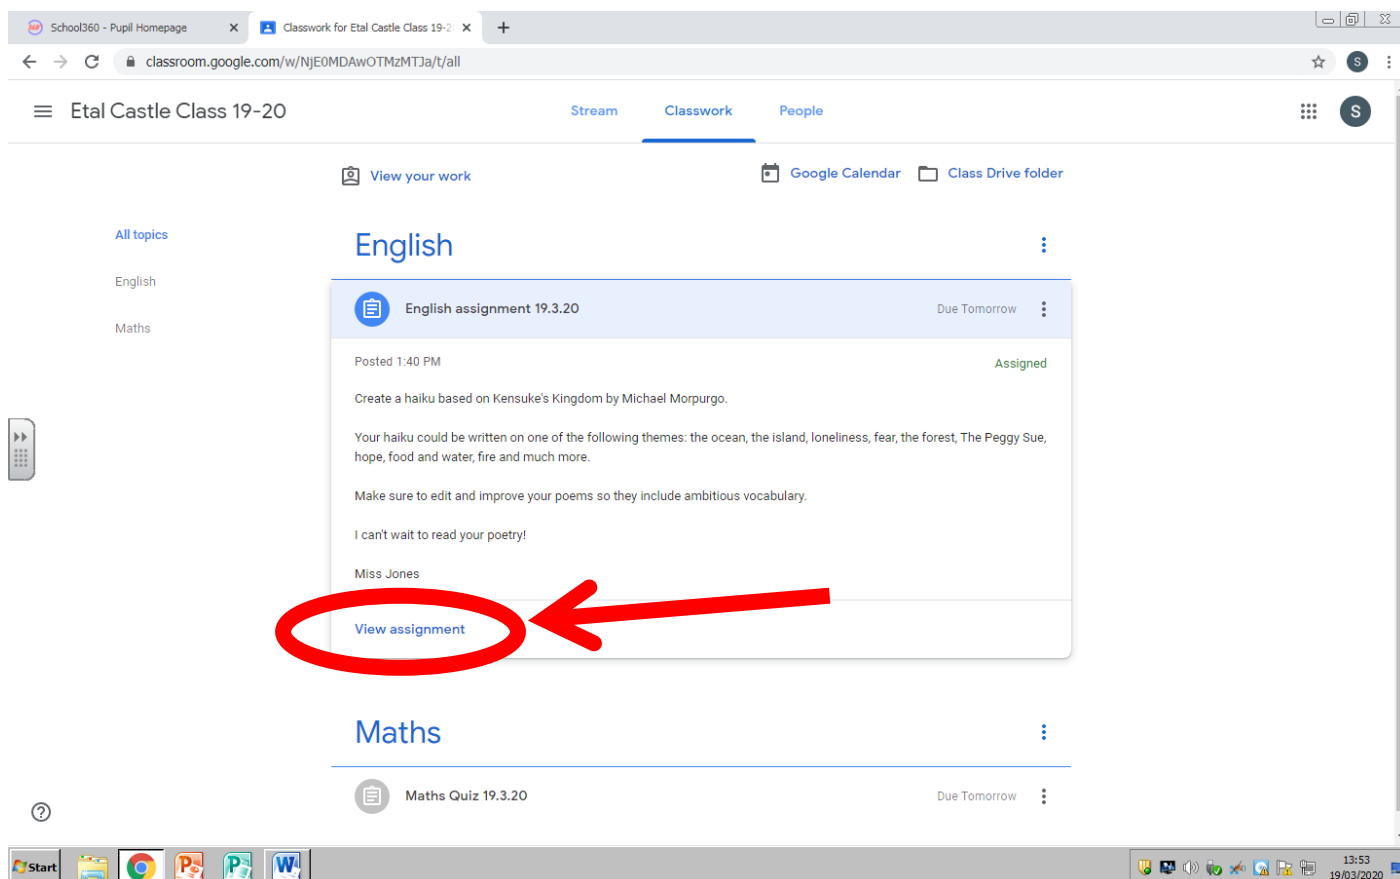 School360 - Pupil Homepage
Classwork for Etal Castle Class 19-2
classroom.google.com/w/NjE0MDAwOTMzMTJa/t/all
S
Etal Castle Class 19-20
Stream
Classwork
People
S
View your work
Google Calendar
Class Drive folder
All topics
English
Maths
English
English assignment 19.3.20
Due Tomorrow
Posted 1:40 PM
Assigned
Create a haiku based on Kensuke's Kingdom by Michael Morpurgo.
Your haiku could be written on one of the following themes: the ocean, the island, loneliness, fear, the forest, The Peggy Sue,
hope, food and water, fire and much more.
Make sure to edit and improve your poems so they include ambitious vocabulary.
I can't wait to read your poetry!
Miss Jones
View assignment
Maths
Maths Quiz 19.3.20
Due Tomorrow
Start
13:53
19/03/2020